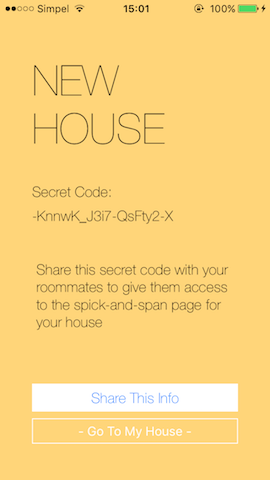 Simpel 15:01 100%
NEW
HOUSE
Secret Code:
-KnnwK_J3i7-QsFty2-X
Share this secret code with your
roommates to give them access
to the spick-and-span page for
your house
Share This Info
- Go To My House -